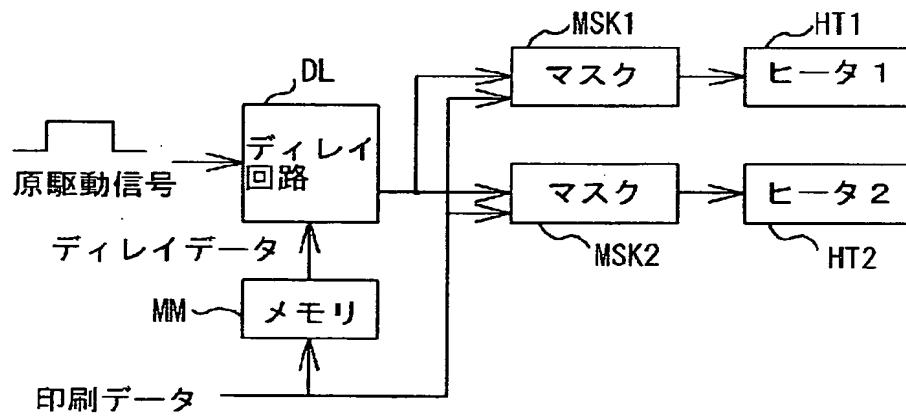 MSK1
HT1
マスク
ヒータ1
DL
ディレイ
回路
原駆動信号
マスク
ヒータ2
MSK2
HT2
ディレイデータ
MM
メモリ
印刷データ